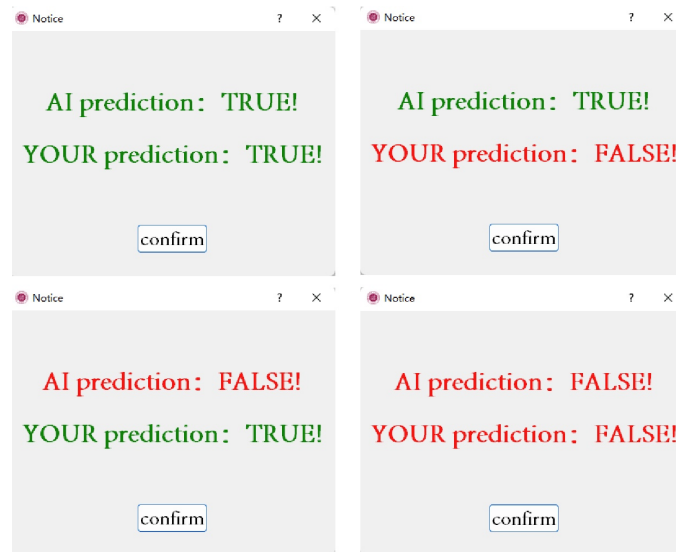 Notice ? ×
AI prediction: TRUE!
YOUR prediction: TRUE!
confirm
Notice ? ×
AI prediction: TRUE!
YOUR prediction: FALSE!
confirm
Notice ? ×
AI prediction: FALSE!
YOUR prediction: TRUE!
confirm
Notice ? ×
AI prediction: FALSE!
YOUR prediction: FALSE!
confirm